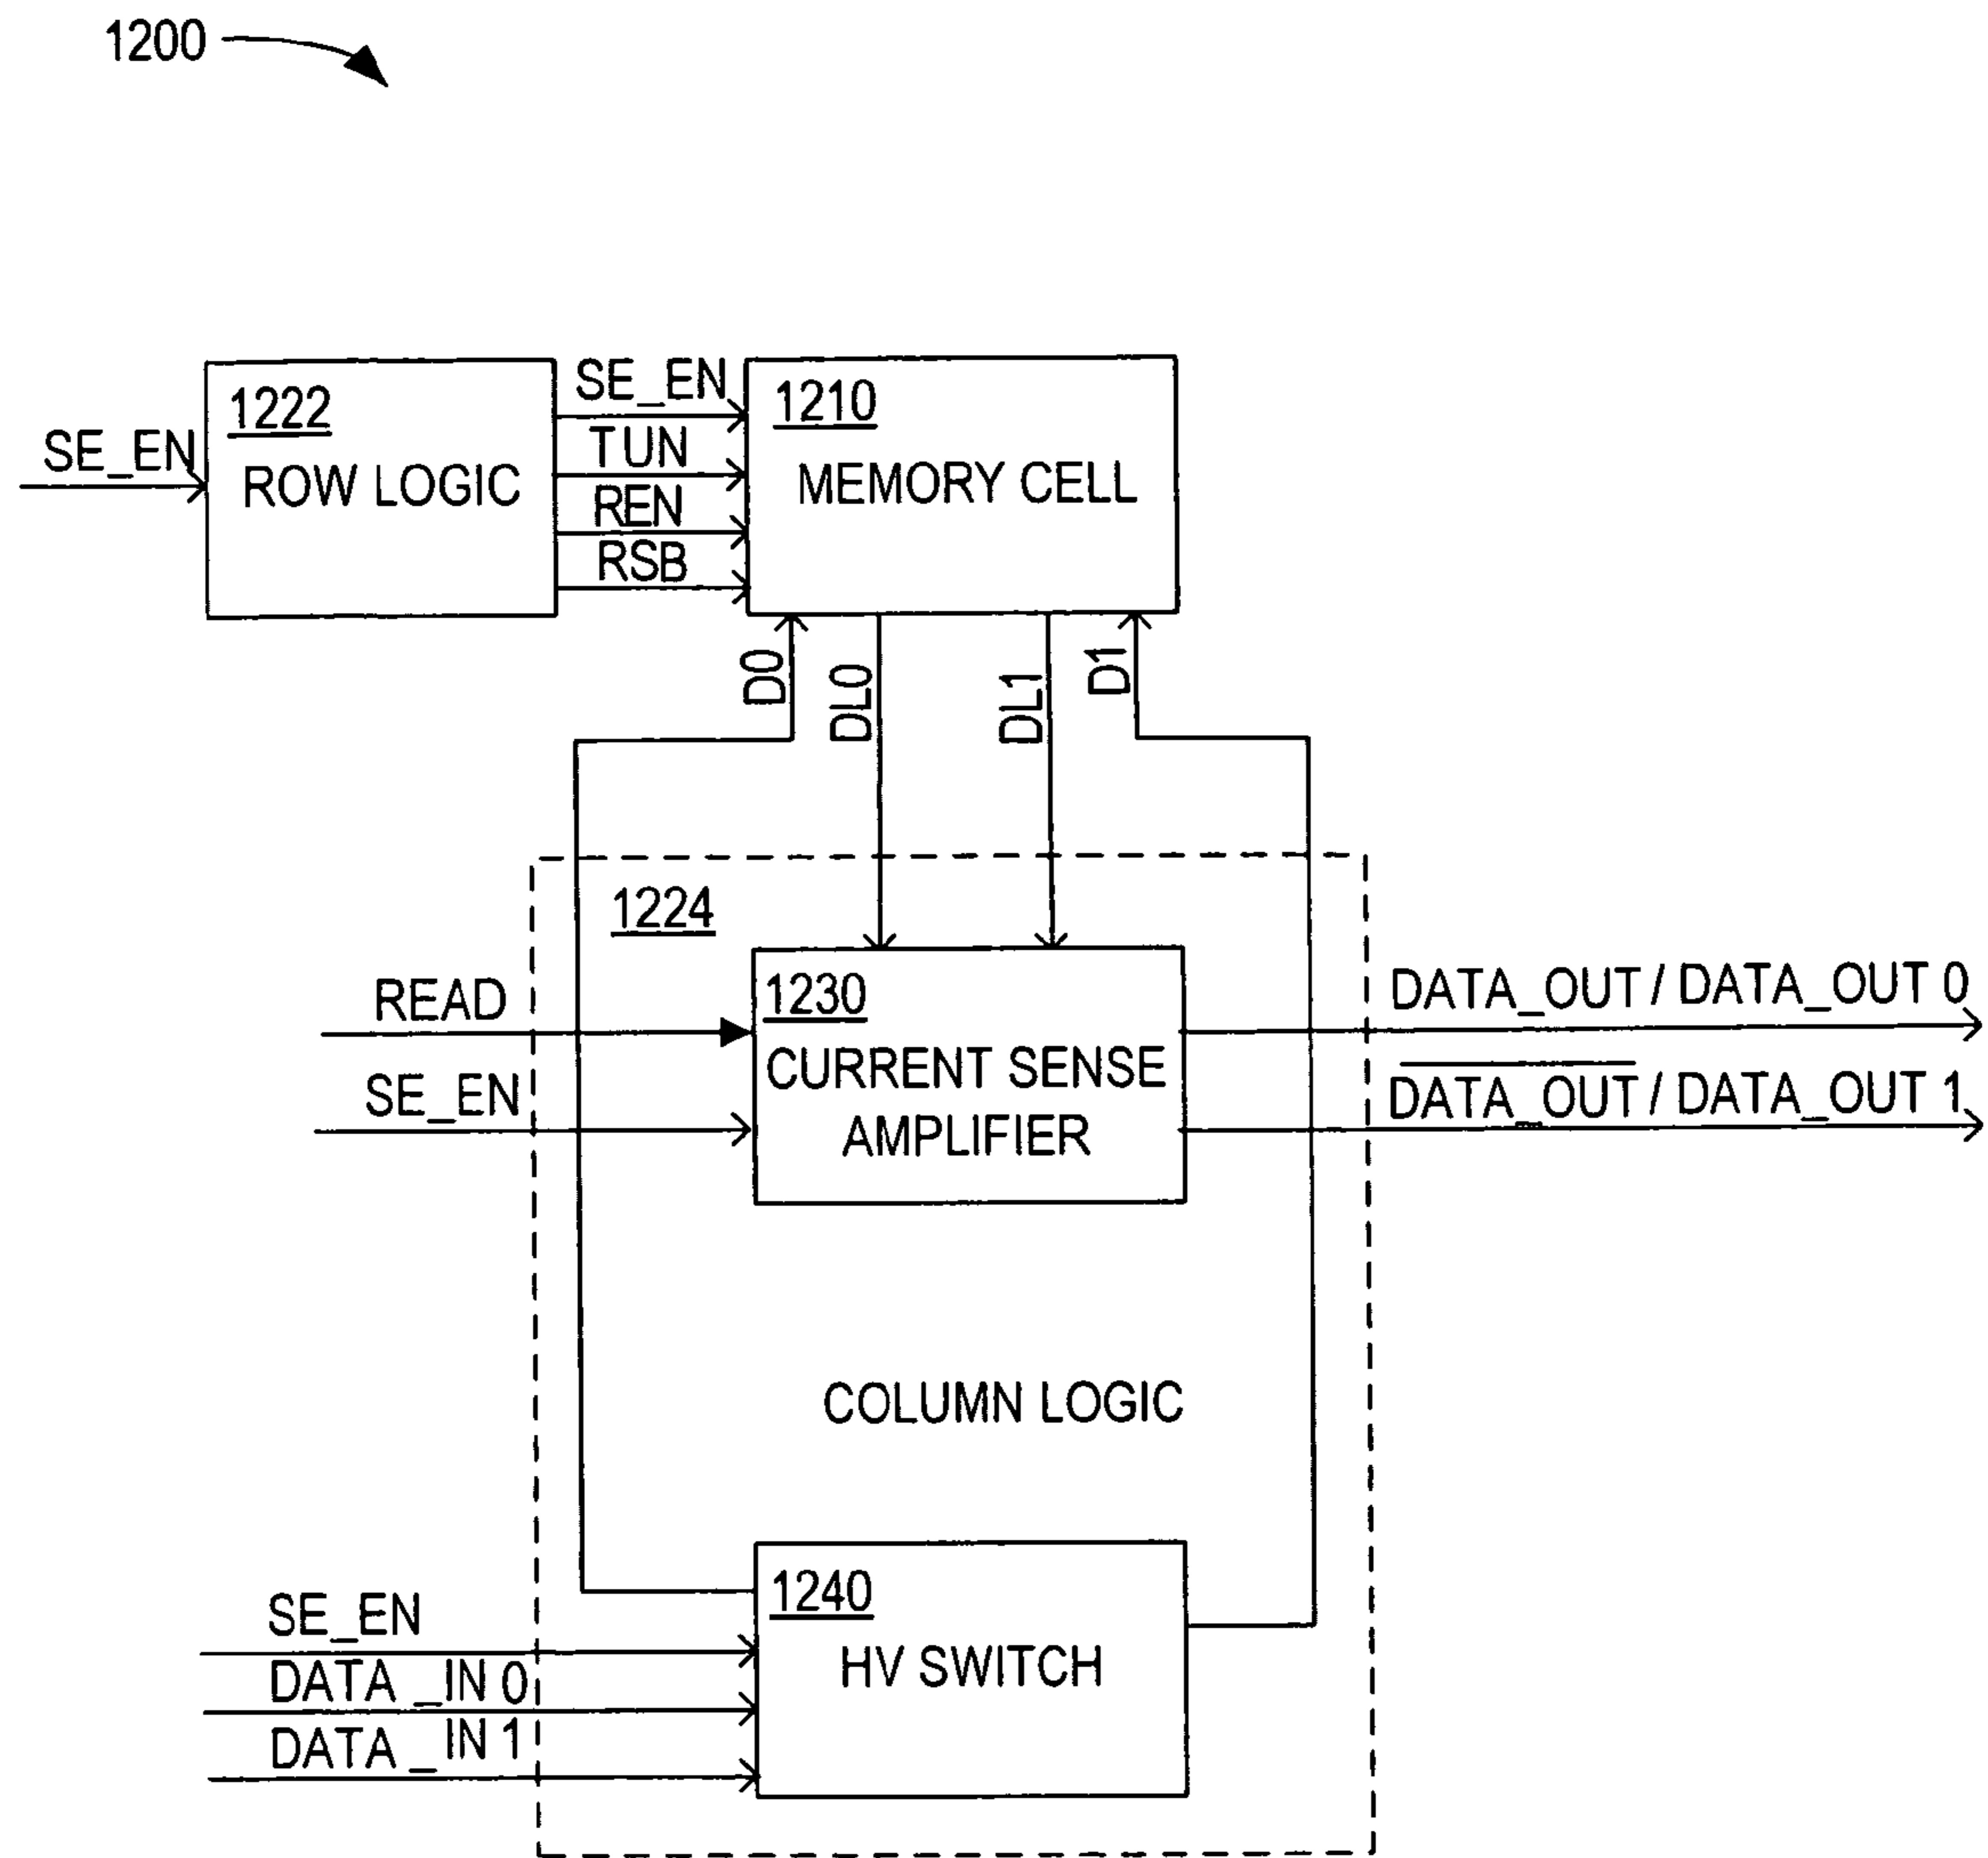 1200
SE_EN
1222
ROW LOGIC
SE_EN
TUN
REN
RSB
1210
MEMORY CELL
D0
DL0
DL1
D1
1224
READ
SE_EN
1230
CURRENT SENSE
AMPLIFIER
DATA_OUT / DATA_OUT 0
DATA_OUT / DATA_OUT 1
COLUMN LOGIC
SE_EN
DATA _IN 0
DATA _IN 1
1240
HV SWITCH